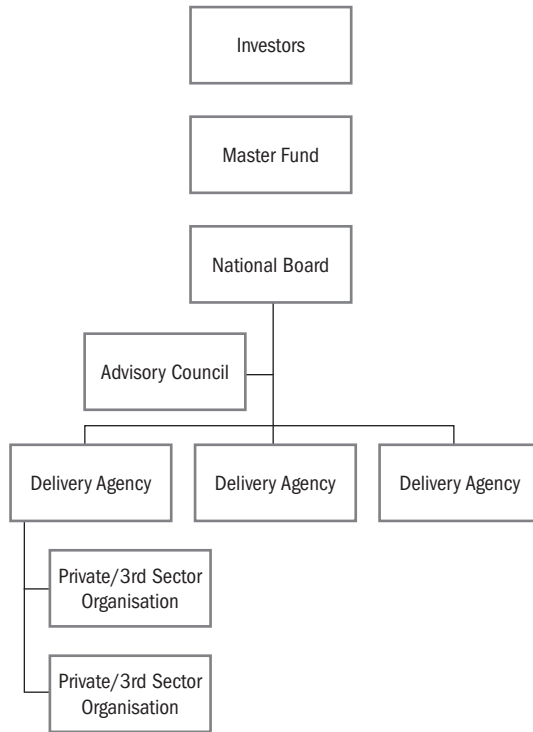 Investors
Master Fund
National Board
Advisory Council
Delivery Agency
Delivery Agency
Delivery Agency
Private/3rd Sector
Organisation
Private/3rd Sector
Organisation